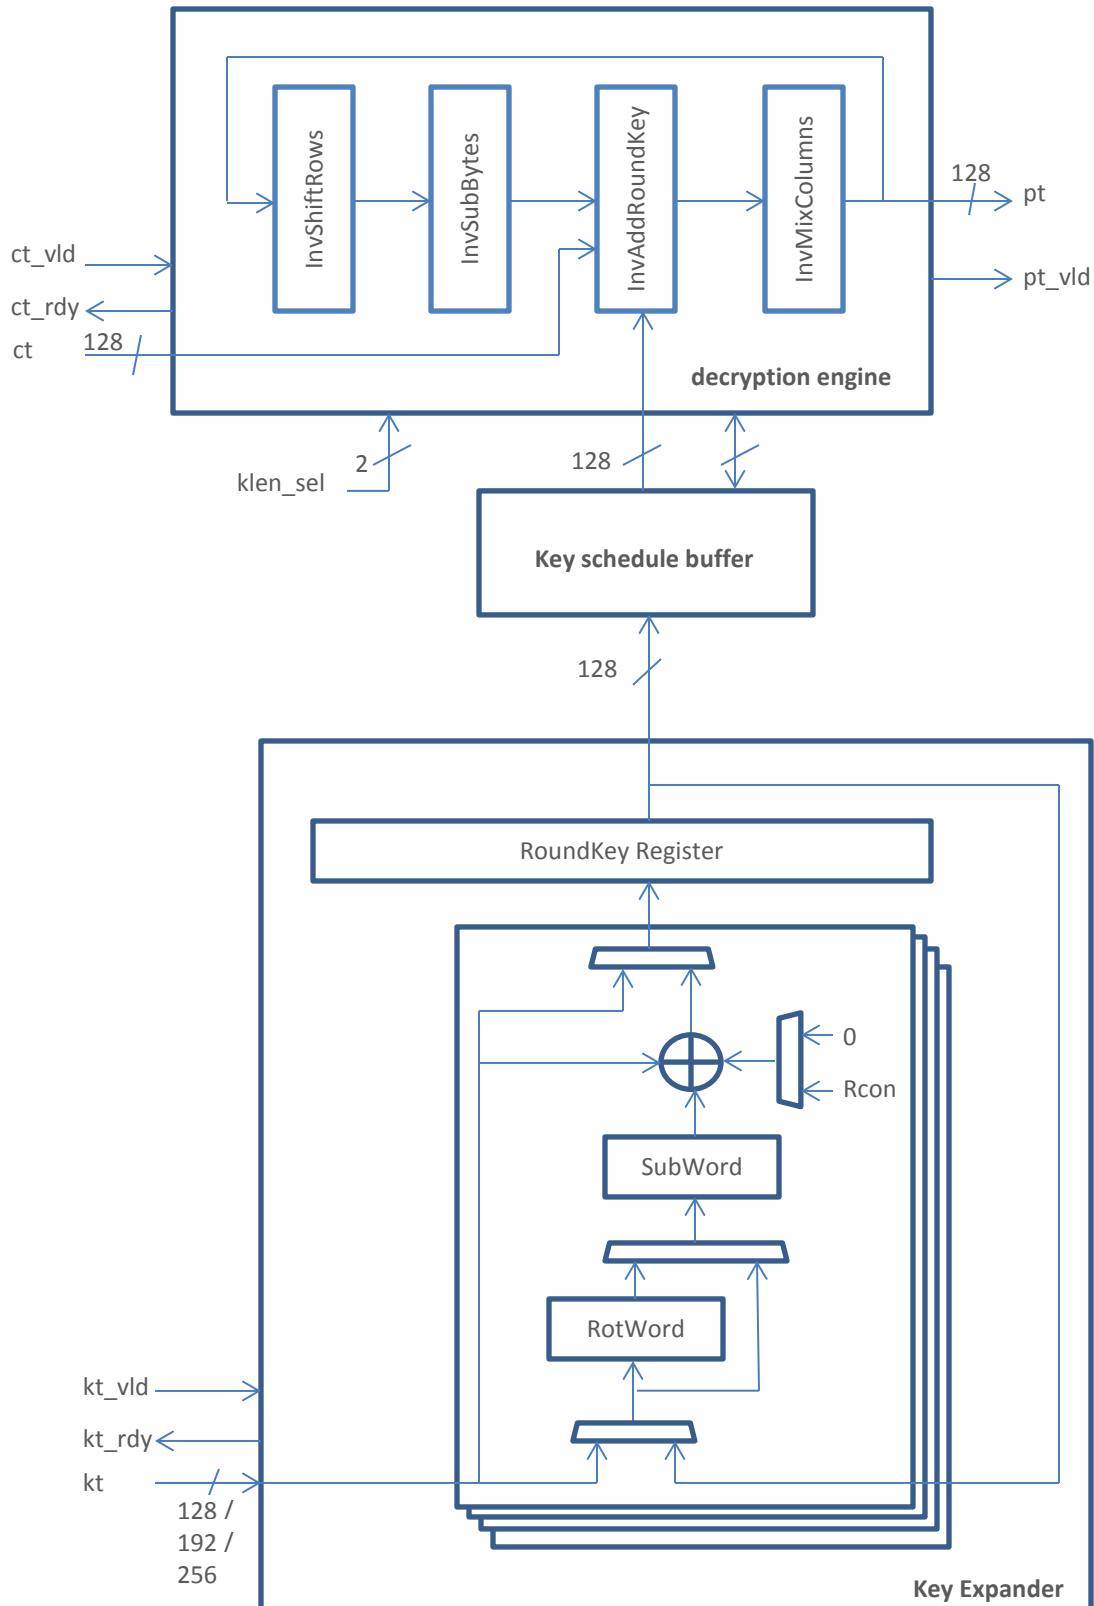 InvShiftRows
InvSubBytes
InvAddRoundKey
InvMixColumns
128
pt
ct_vld
pt_vld
ct_rdy
ct
128
decryption engine
2
klen_sel
128
Key schedule buffer
128
RoundKey Register
0
Rcon
SubWord
RotWord
kt_vld
kt_rdy
kt
128 /
192 /
256
Key Expander